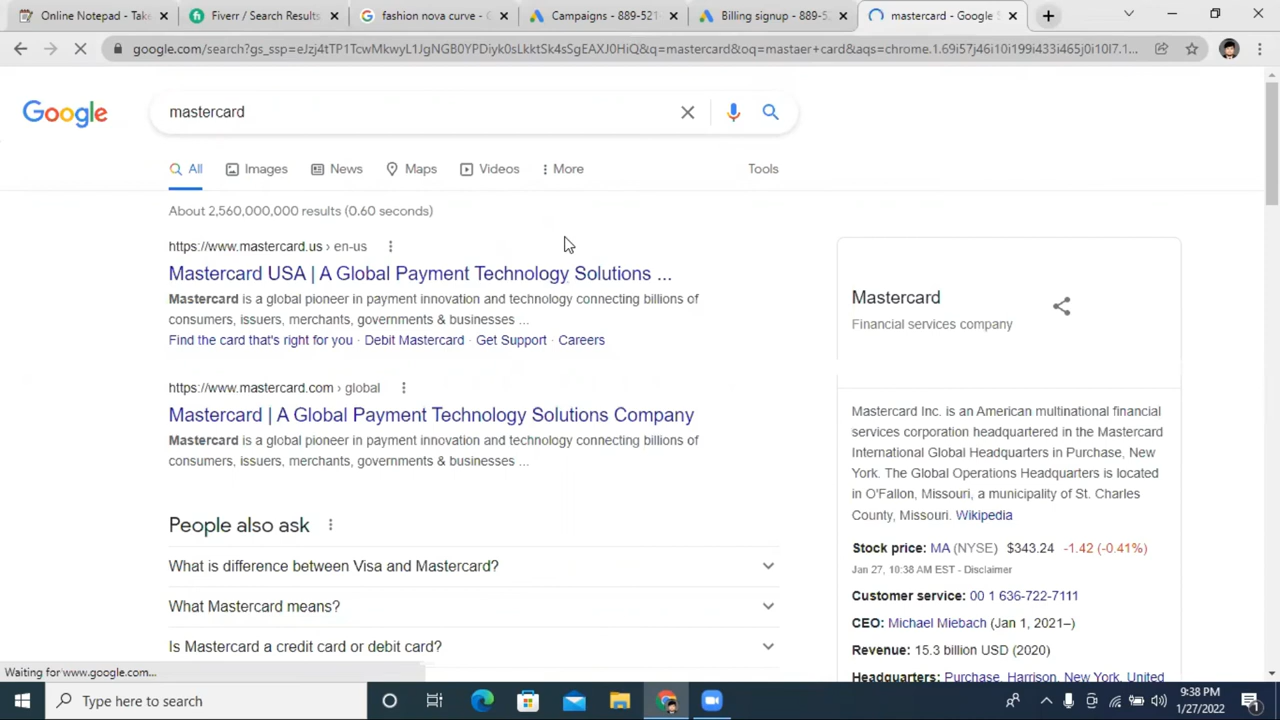 Online Notepad - Take
Fiverr / Search Results
fashion nova curve - G
Campaigns - 889-521
Billing signup - 889-5
mastercard - Google S
google.com/search?gs_ssp=eJzj4tTP1TcwMkwyL1JgNGB0YPDiyk0sLkktSk4sSgEAXJ0HiQ&q=mastercard&oq=mastaer+card&aqs=chrome.1.69i57j46i10i199i433i465j0i10l7.1...
Google
mastercard
All
Images
News
Maps
Videos
More
Tools
About 2,560,000,000 results (0.60 seconds)
https://www.mastercard.us › en-us
Mastercard USA | A Global Payment Technology Solutions ...
Mastercard is a global pioneer in payment innovation and technology connecting billions of
consumers, issuers, merchants, governments & businesses ...
Find the card that's right for you · Debit Mastercard · Get Support · Careers
https://www.mastercard.com › global
Mastercard | A Global Payment Technology Solutions Company
Mastercard is a global pioneer in payment innovation and technology connecting billions of
consumers, issuers, merchants, governments & businesses ...
People also ask
What is difference between Visa and Mastercard?
What Mastercard means?
Is Mastercard a credit card or debit card?
Mastercard
Financial services company
Mastercard Inc. is an American multinational financial
services corporation headquartered in the Mastercard
International Global Headquarters in Purchase, New
York. The Global Operations Headquarters is located
in O'Fallon, Missouri, a municipality of St. Charles
County, Missouri. Wikipedia
Stock price: MA (NYSE) $343.24 -1.42 (-0.41%)
Jan 27, 10:38 AM EST - Disclaimer
Customer service: 00 1 636-722-7111
CEO: Michael Miebach (Jan 1, 2021–)
Revenue: 15.3 billion USD (2020)
Headquarters: Purchase, Harrison, New York, United
Waiting for www.google.com...
Type here to search
9:38 PM
1/27/2022
1